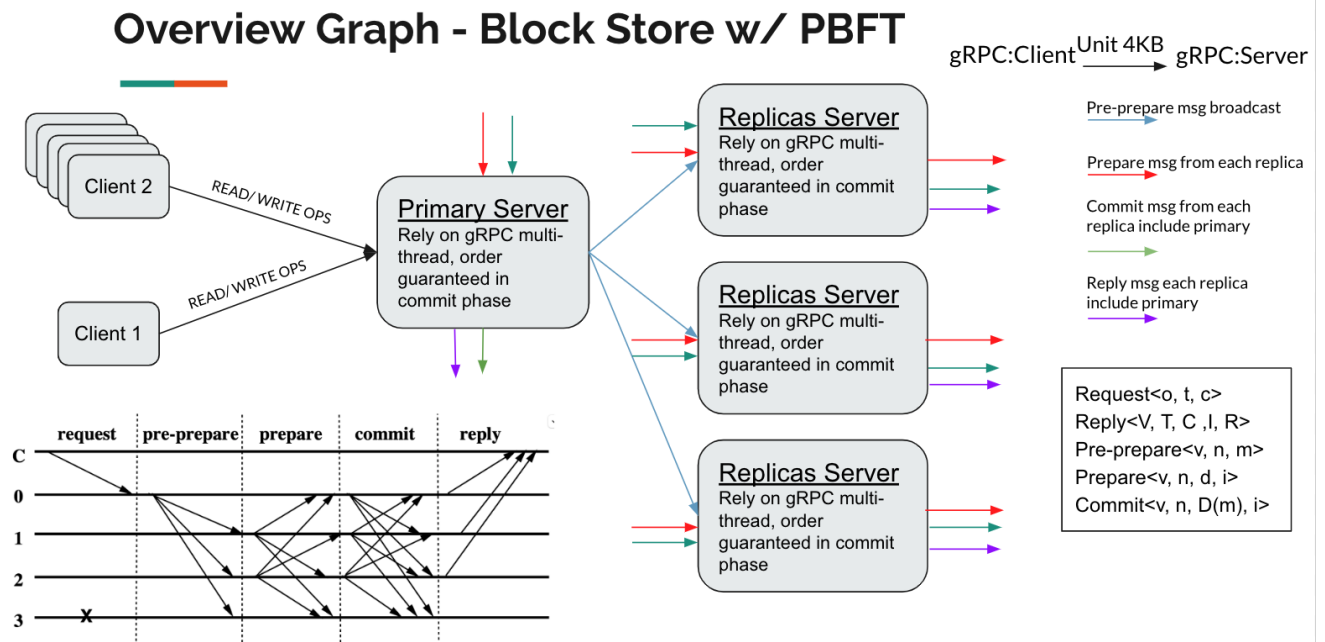 Overview Graph - Block Store w/ PBFT
gRPC:Client
Unit 4KB
gRPC:Server
Client 2
READ/ WRITE OPS
Client 1
READ/ WRITE OPS
Primary Server
Rely on gRPC multi-
thread, order
guaranteed in
commit phase
Replicas Server
Rely on gRPC multi-
thread, order
guaranteed in commit
phase
Replicas Server
Rely on gRPC multi-
thread, order
guaranteed in commit
phase
Replicas Server
Rely on gRPC multi-
thread, order
guaranteed in commit
phase
Pre-prepare msg broadcast
Prepare msg from each replica
Commit msg from each
replica include primary
Reply msg each replica
include primary
Request<o, t, c>
Reply<V, T, C ,I, R>
Pre-prepare<v, n, m>
Prepare<v, n, d, i>
Commit<v, n, D(m), i>
request pre-prepare prepare commit reply
C
0
1
2
3 X